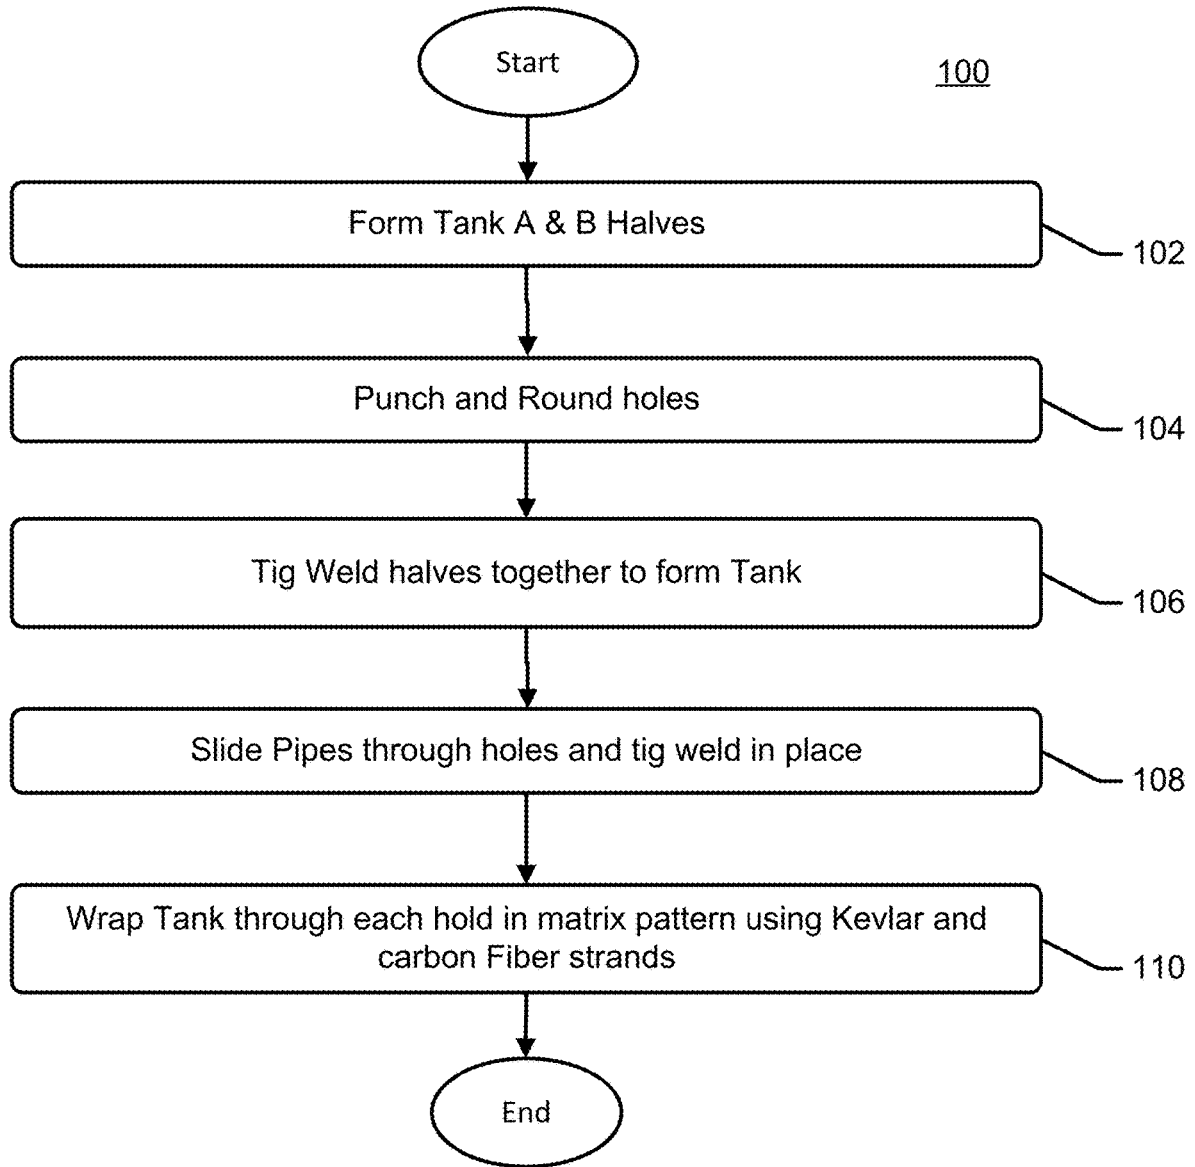 Start
100
Form Tank A & B Halves
102
Punch and Round holes
104
Tig Weld halves together to form Tank
106
Slide Pipes through holes and tig weld in place
108
Wrap Tank through each hold in matrix pattern using Kevlar and
carbon Fiber strands
110
End